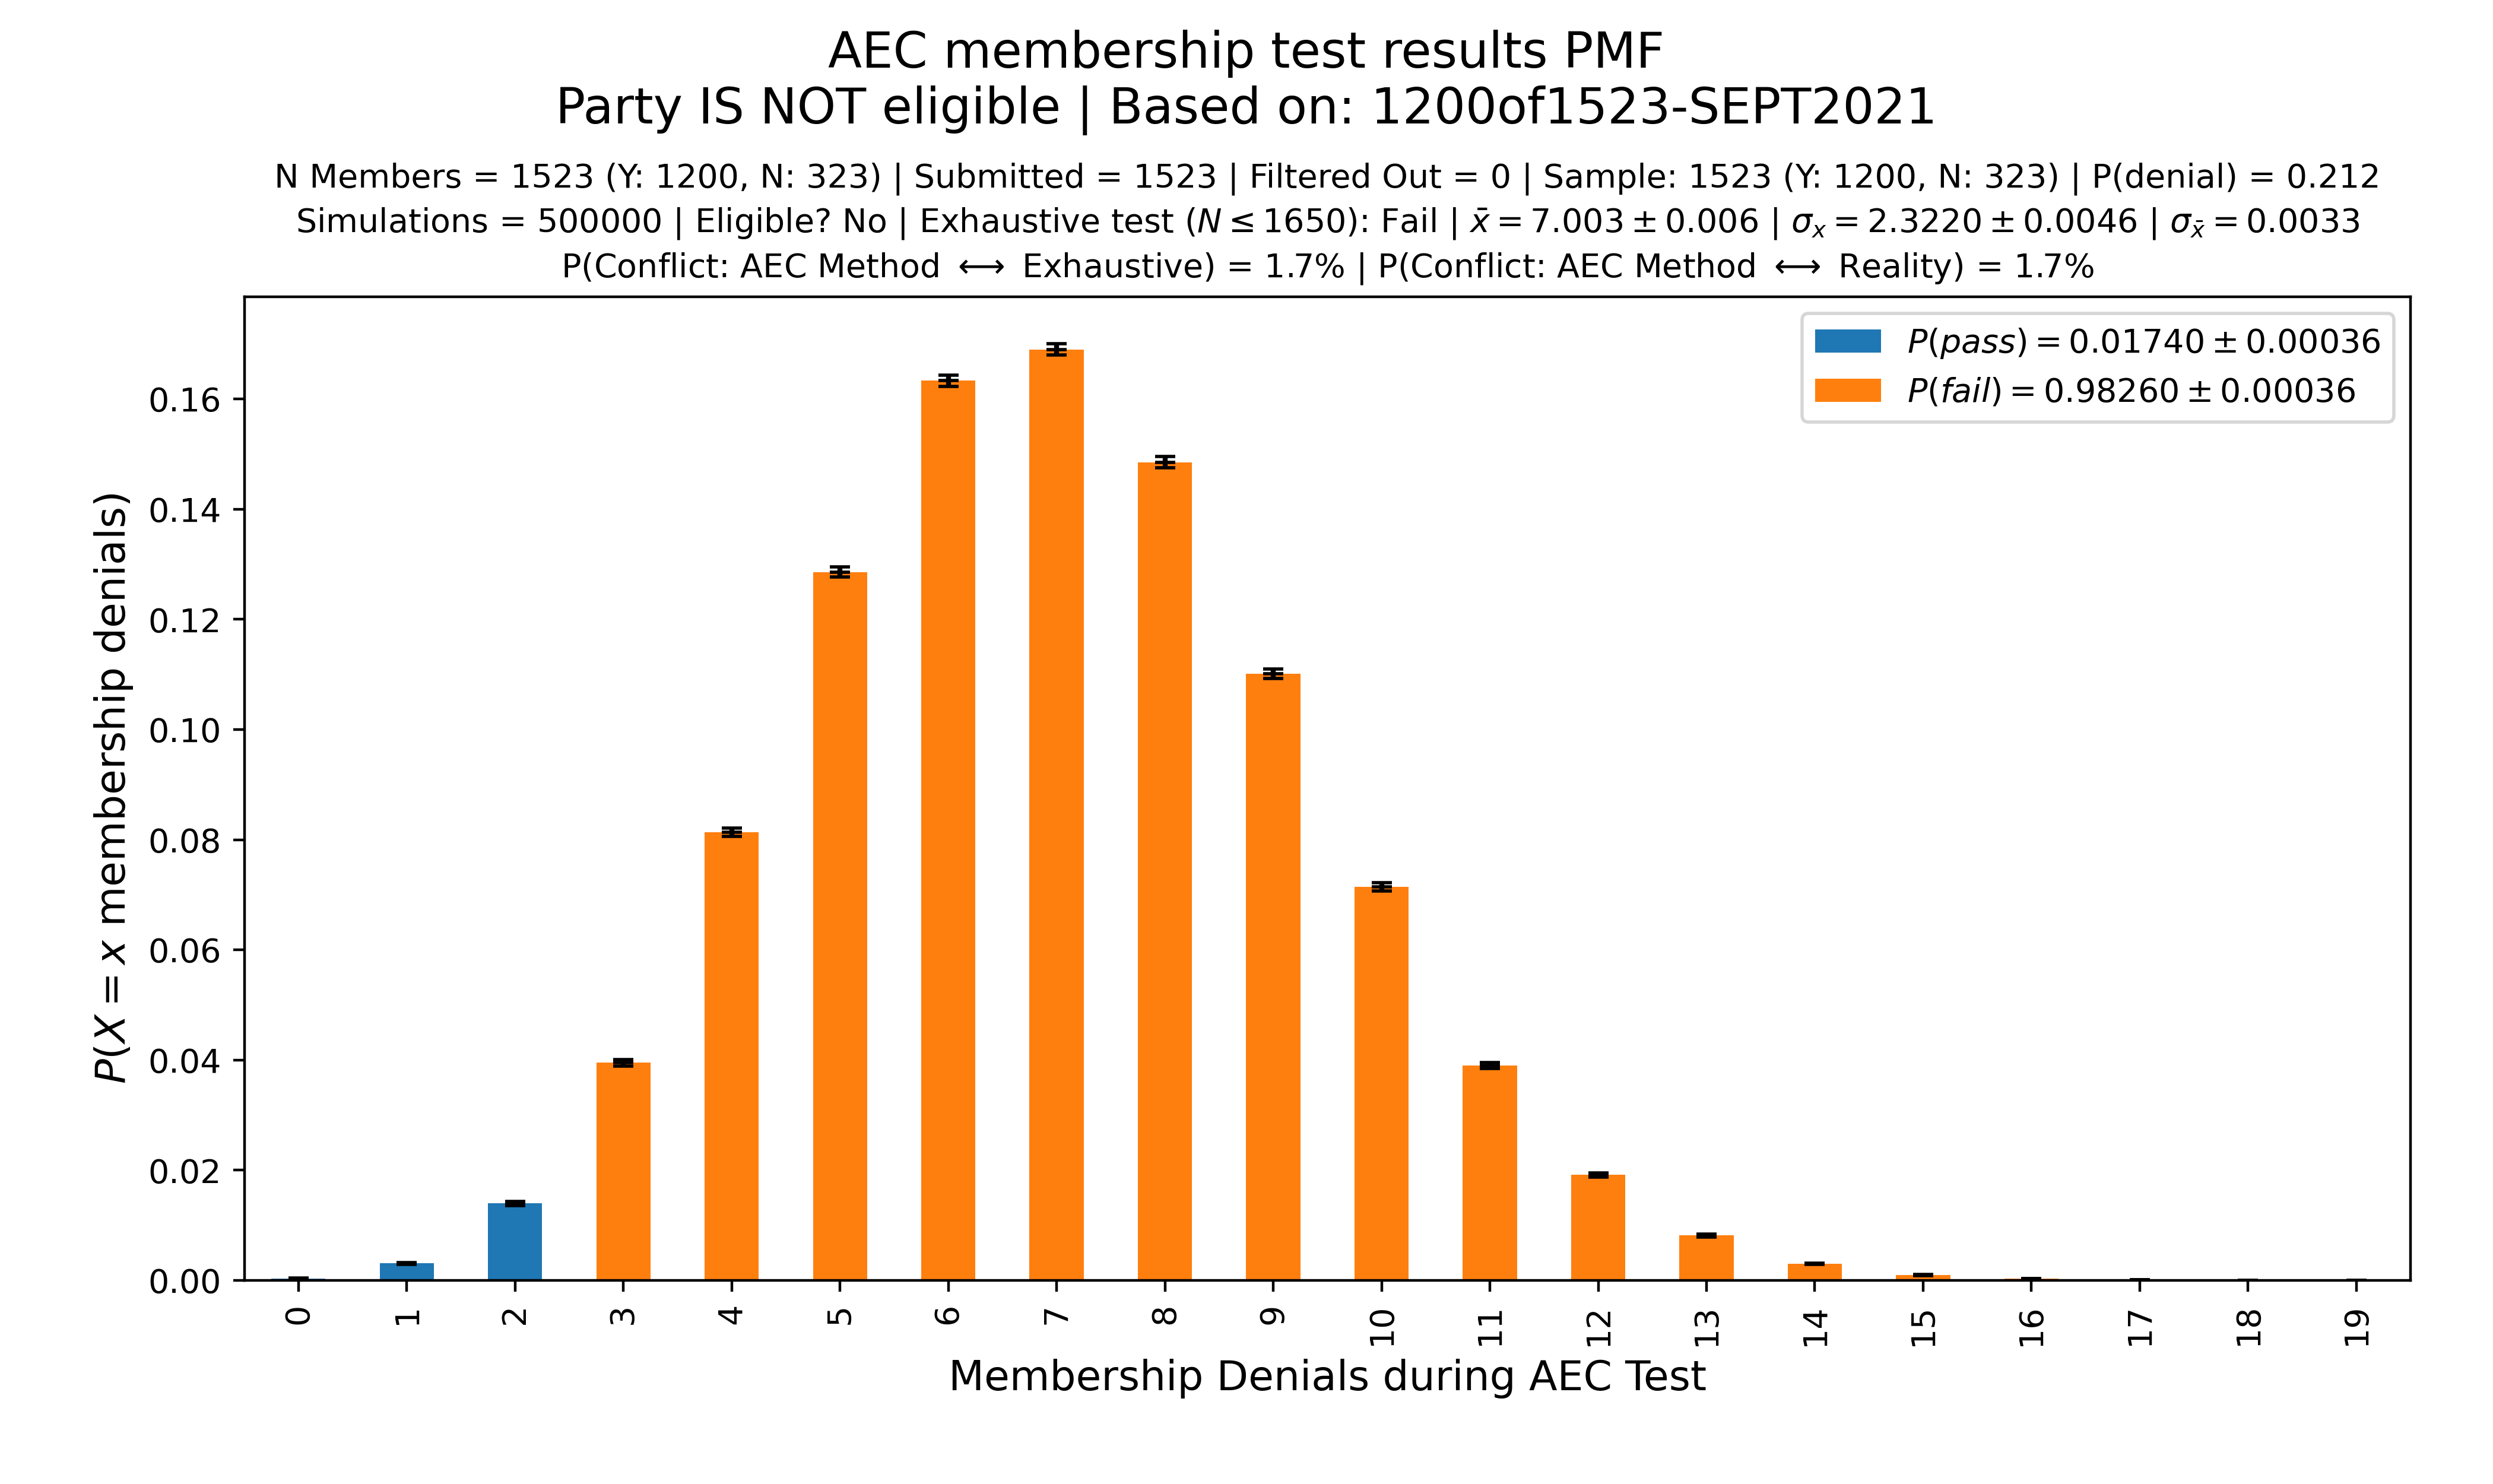 AEC membership test results PMF
Party IS NOT eligible | Based on: 1200of1523-SEPT2021
N Members = 1523 (Y: 1200, N: 323) | Submitted = 1523 | Filtered Out = 0 | Sample: 1523 (Y: 1200, N: 323) | P(denial) = 0.212
Simulations = 500000 | Eligible? No | Exhaustive test (N ≤ 1650): Fail | x̄ = 7.003 ± 0.006 | σₓ = 2.3220 ± 0.0046 | σ_x̄ = 0.0033
P(Conflict: AEC Method ⟷ Exhaustive) = 1.7% | P(Conflict: AEC Method ⟷ Reality) = 1.7%
P(pass) = 0.01740 ± 0.00036
P(fail) = 0.98260 ± 0.00036
P(X = x membership denials)
0.16
0.14
0.12
0.10
0.08
0.06
0.04
0.02
0.00
0 1 2 3 4 5 6 7 8 9 10 11 12 13 14 15 16 17 18 19
Membership Denials during AEC Test